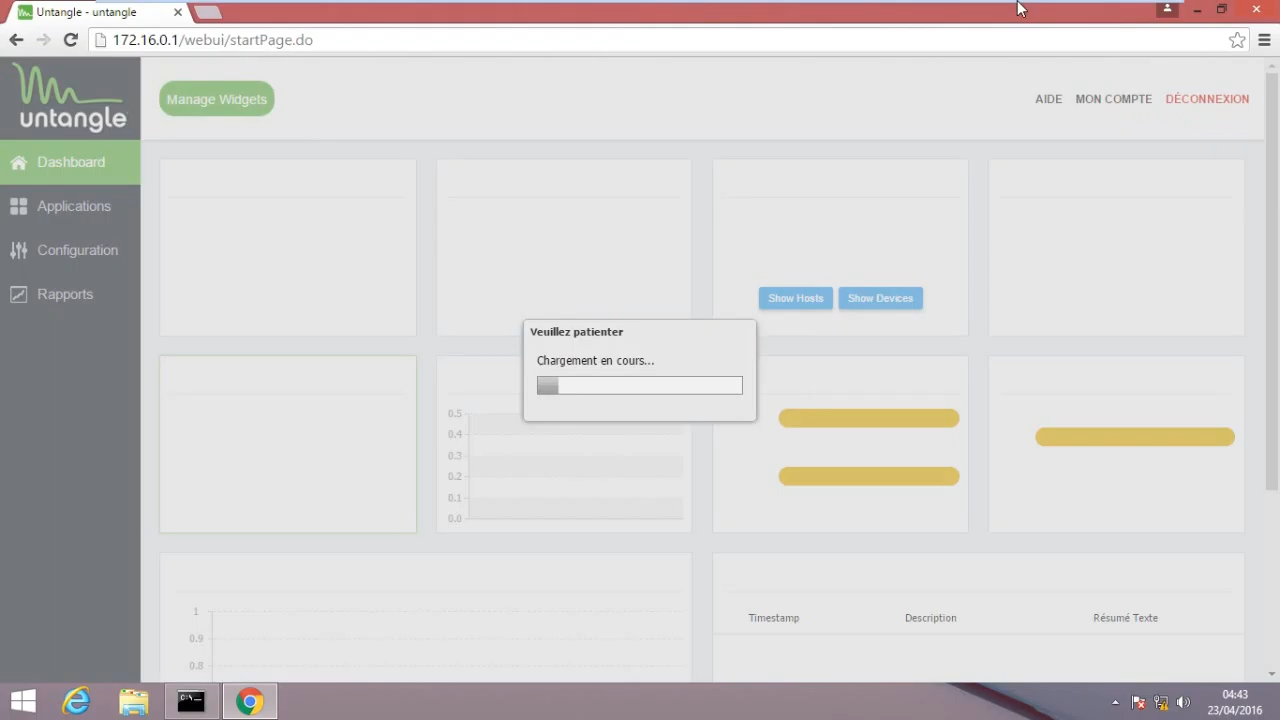 Untangle - untangle
172.16.0.1/webui/startPage.do
untangle
Manage Widgets
AIDE MON COMPTE DÉCONNEXION
Dashboard
Applications
Configuration
Rapports
Show Hosts Show Devices
Veuillez patienter
Chargement en cours...
0.5
0.4
0.3
0.2
0.1
0.0
1
0.9
0.8
Timestamp Description Résumé Texte
C:\.
04:43
23/04/2016